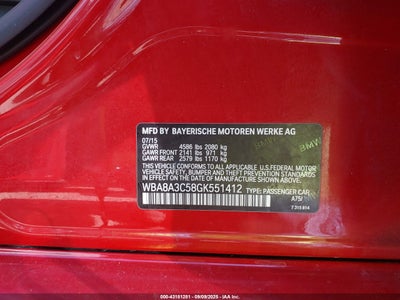 MFD BY BAYERISCHE MOTOREN WERKE AG
07/15
GVWR 4586 lbs 2080 kg
GAWR FRONT 2141 lbs 971 kg
GAWR REAR 2579 lbs 1170 kg
THIS VEHICLE CONFORMS TO ALL APPLICABLE
U.S. FEDERAL MOTOR VEHICLE
SAFETY, BUMPER, AND THEFT
PREVENTION STANDARDS IN EFFECT ON THE
DATE OF MANUFACTURE SHOWN ABOVE.
WBA8A3C58GK551412 TYPE: PASSENGER CAR
A75/
BMW
000-43181281 - 09/09/2025 - IAA, Inc.